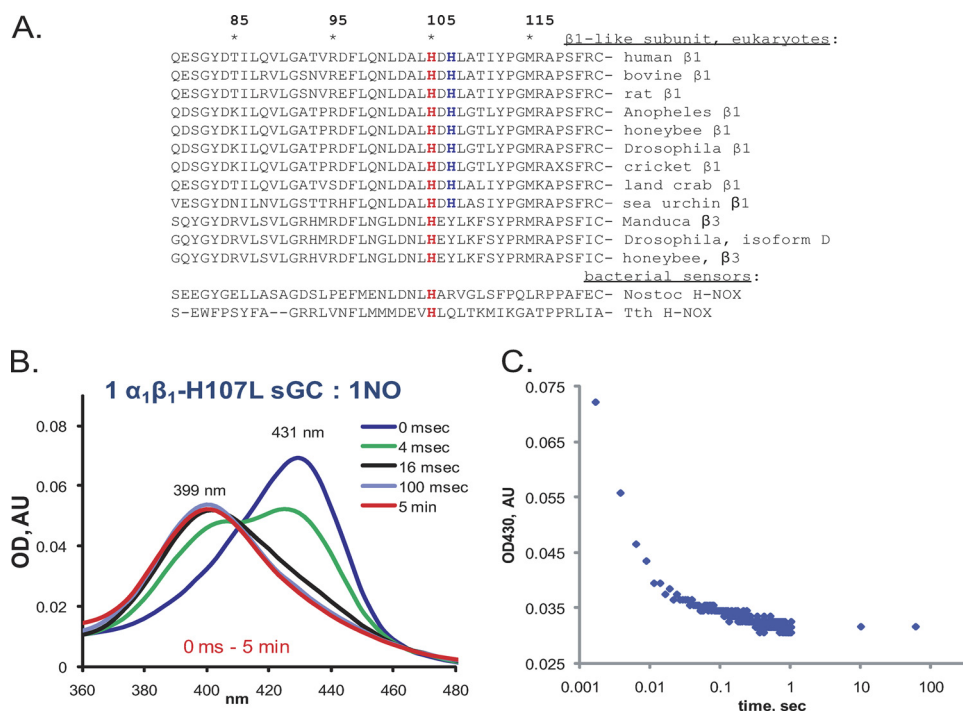 A.
85 95 105 115
* * * *
β1-like subunit, eukaryotes:
QESGYDTILQVLGATVRDFLQNLDALHDHLATIYPGMRAPSFRC- human β1
QESGYDTILRVLGSNVREFLQNLDALHDHLATIYPGMRAPSFRC- bovine β1
QESGYDTILRVLGSNVREFLQNLDALHDHLATIYPGMRAPSFRC- rat β1
QDSGYDKILQVLGATPRDFLQNLDALHDHLGTLYPGMRAPSFRC- Anopheles β1
QDSGYDKILQVLGATPRDFLQNLDALHDHLGTLYPGMRAPSFRC- honeybee β1
QDSGYDKILQVLGATPRDFLQNLDALHDHLGTLYPGMRAPSFRC- Drosophila β1
QDSGYDKILQVLGATPRDFLQNLDALHDHLGTLYPGMRAXSFRC- cricket β1
QESGYDTILRVLGATVSDFLQNLDALHDHLALIYPGMKAPSFRC- land crab β1
VESGYDNILNVLGSTTRHFLQNLDALHDHLASIYPGMRAPSFRC- sea urchin β1
SQYGYDRVLSVLGRHMRDFLNGLDNLHEYLKFSYPRMRAPSFIC- Manduca β3
GQYGYDRVLSVLGRHMRDFLNGLDNLHEYLKFSYPRMRAPSFIC- Drosophila, isoform D
GQYGYDRVLSVLGRHMRDFLNGLDNLHEYLKFSYPRMRAPSFIC- honeybee, β3
bacterial sensors:
SEEGYGELLASAGDSLPEFMENLDNLHARVGLSFPQLRPPAFEC- Nostoc H-NOX
S-EWFPSYFA--GRRLVNFLMMMDEVHLQLTKMIKGATPPRLIA- Tth H-NOX
B.
1 α1β1-H107L sGC : 1NO
0.08
0.06
0.04
0.02
0
OD, AU
431 nm
399 nm
0 msec
4 msec
16 msec
100 msec
5 min
0 ms - 5 min
360 400 440 480
nm
C.
0.075
0.065
0.055
0.045
0.035
0.025
OD430, AU
0.001 0.01 0.1 1 10 100
time, sec